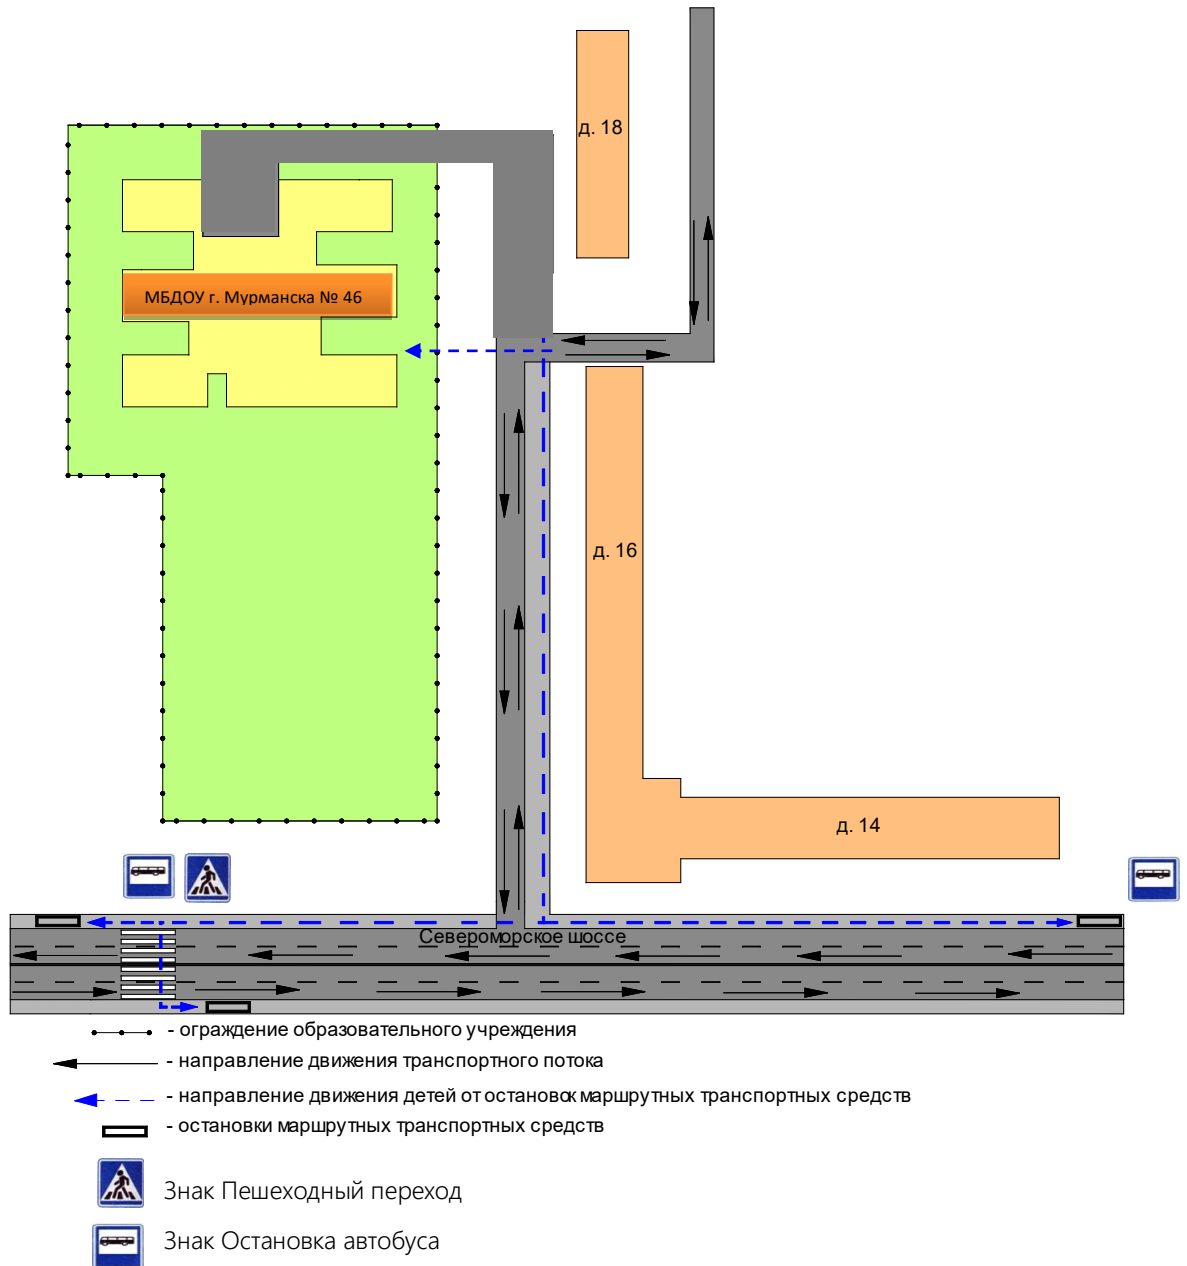 д. 18
МБДОУ г. Мурманска № 46
д. 16
д. 14
Североморское шоссе
- ограждение образовательного учреждения
- направление движения транспортного потока
- направление движения детей от остановок маршрутных транспортных средств
- остановки маршрутных транспортных средств
Знак Пешеходный переход
Знак Остановка автобуса